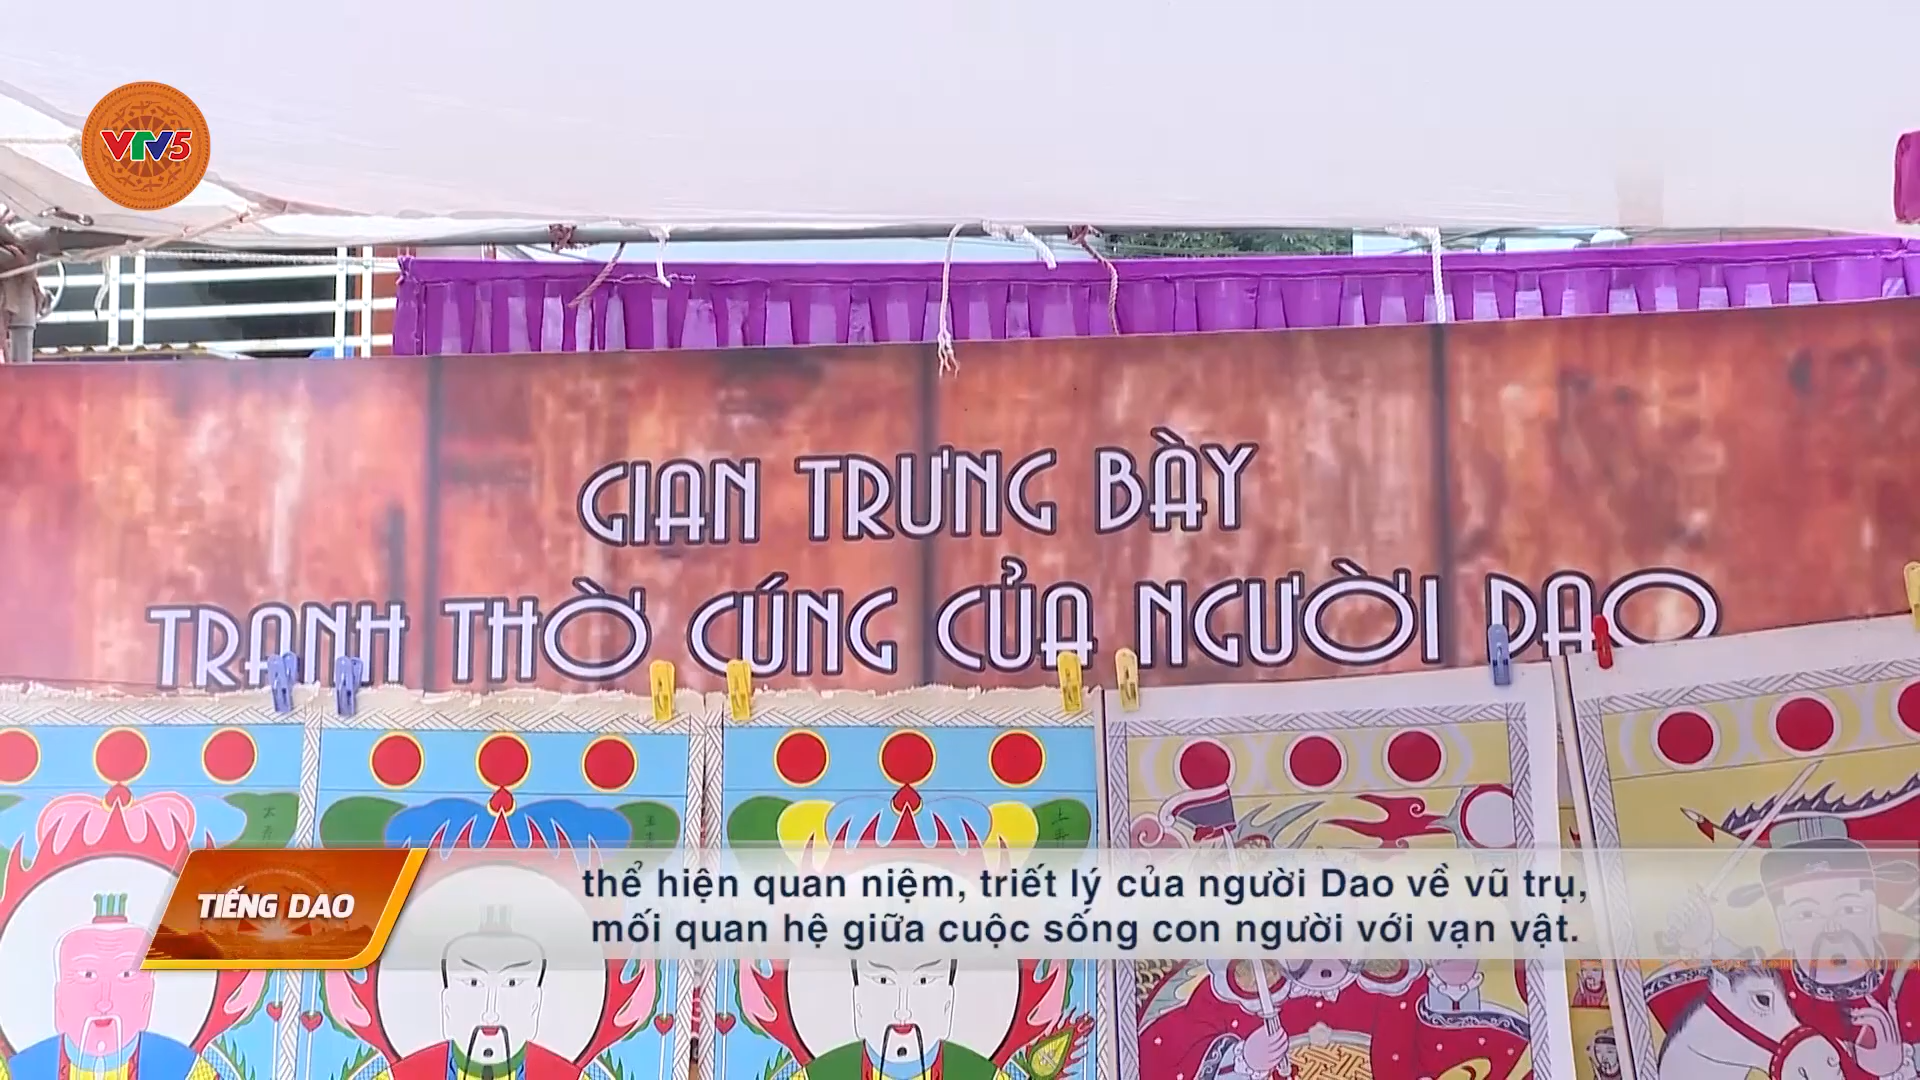 VTV5
GIAN TRƯNG BÀY
TRANH THỜ CÚNG CỦA NGƯỜI DAO
TIẾNG DAO
thể hiện quan niệm, triết lý của người Dao về vũ trụ,
mối quan hệ giữa cuộc sống con người với vạn vật.